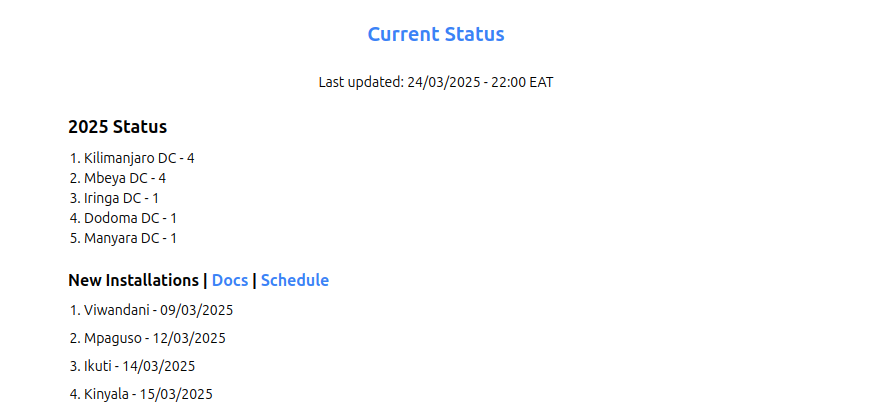 Current Status
Last updated: 24/03/2025 - 22:00 EAT
2025 Status
1. Kilimanjaro DC - 4
2. Mbeya DC - 4
3. Iringa DC - 1
4. Dodoma DC - 1
5. Manyara DC - 1
New Installations | Docs | Schedule
1. Viwandani - 09/03/2025
2. Mpaguso - 12/03/2025
3. Ikuti - 14/03/2025
4. Kinyala - 15/03/2025